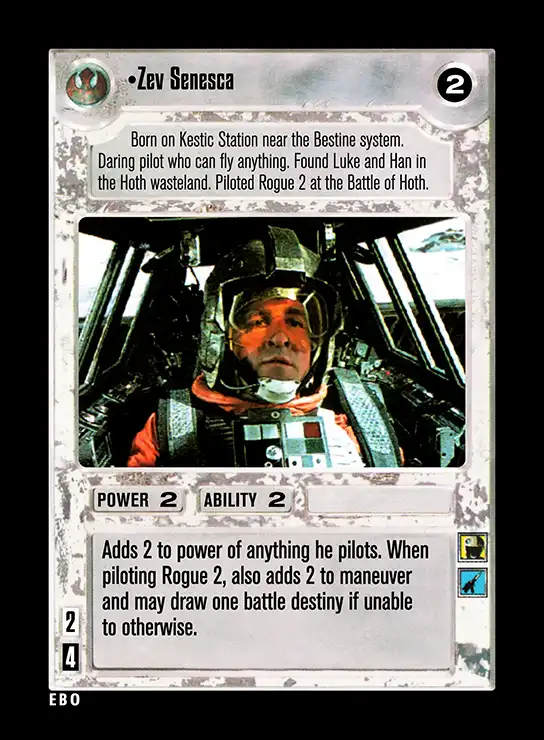 •Zev Senesca
2
Born on Kestic Station near the Bestine system.
Daring pilot who can fly anything. Found Luke and Han in
the Hoth wasteland. Piloted Rogue 2 at the Battle of Hoth.
POWER 2 ABILITY 2
Adds 2 to power of anything he pilots. When
piloting Rogue 2, also adds 2 to maneuver
and may draw one battle destiny if unable
to otherwise.
2
4
EBO